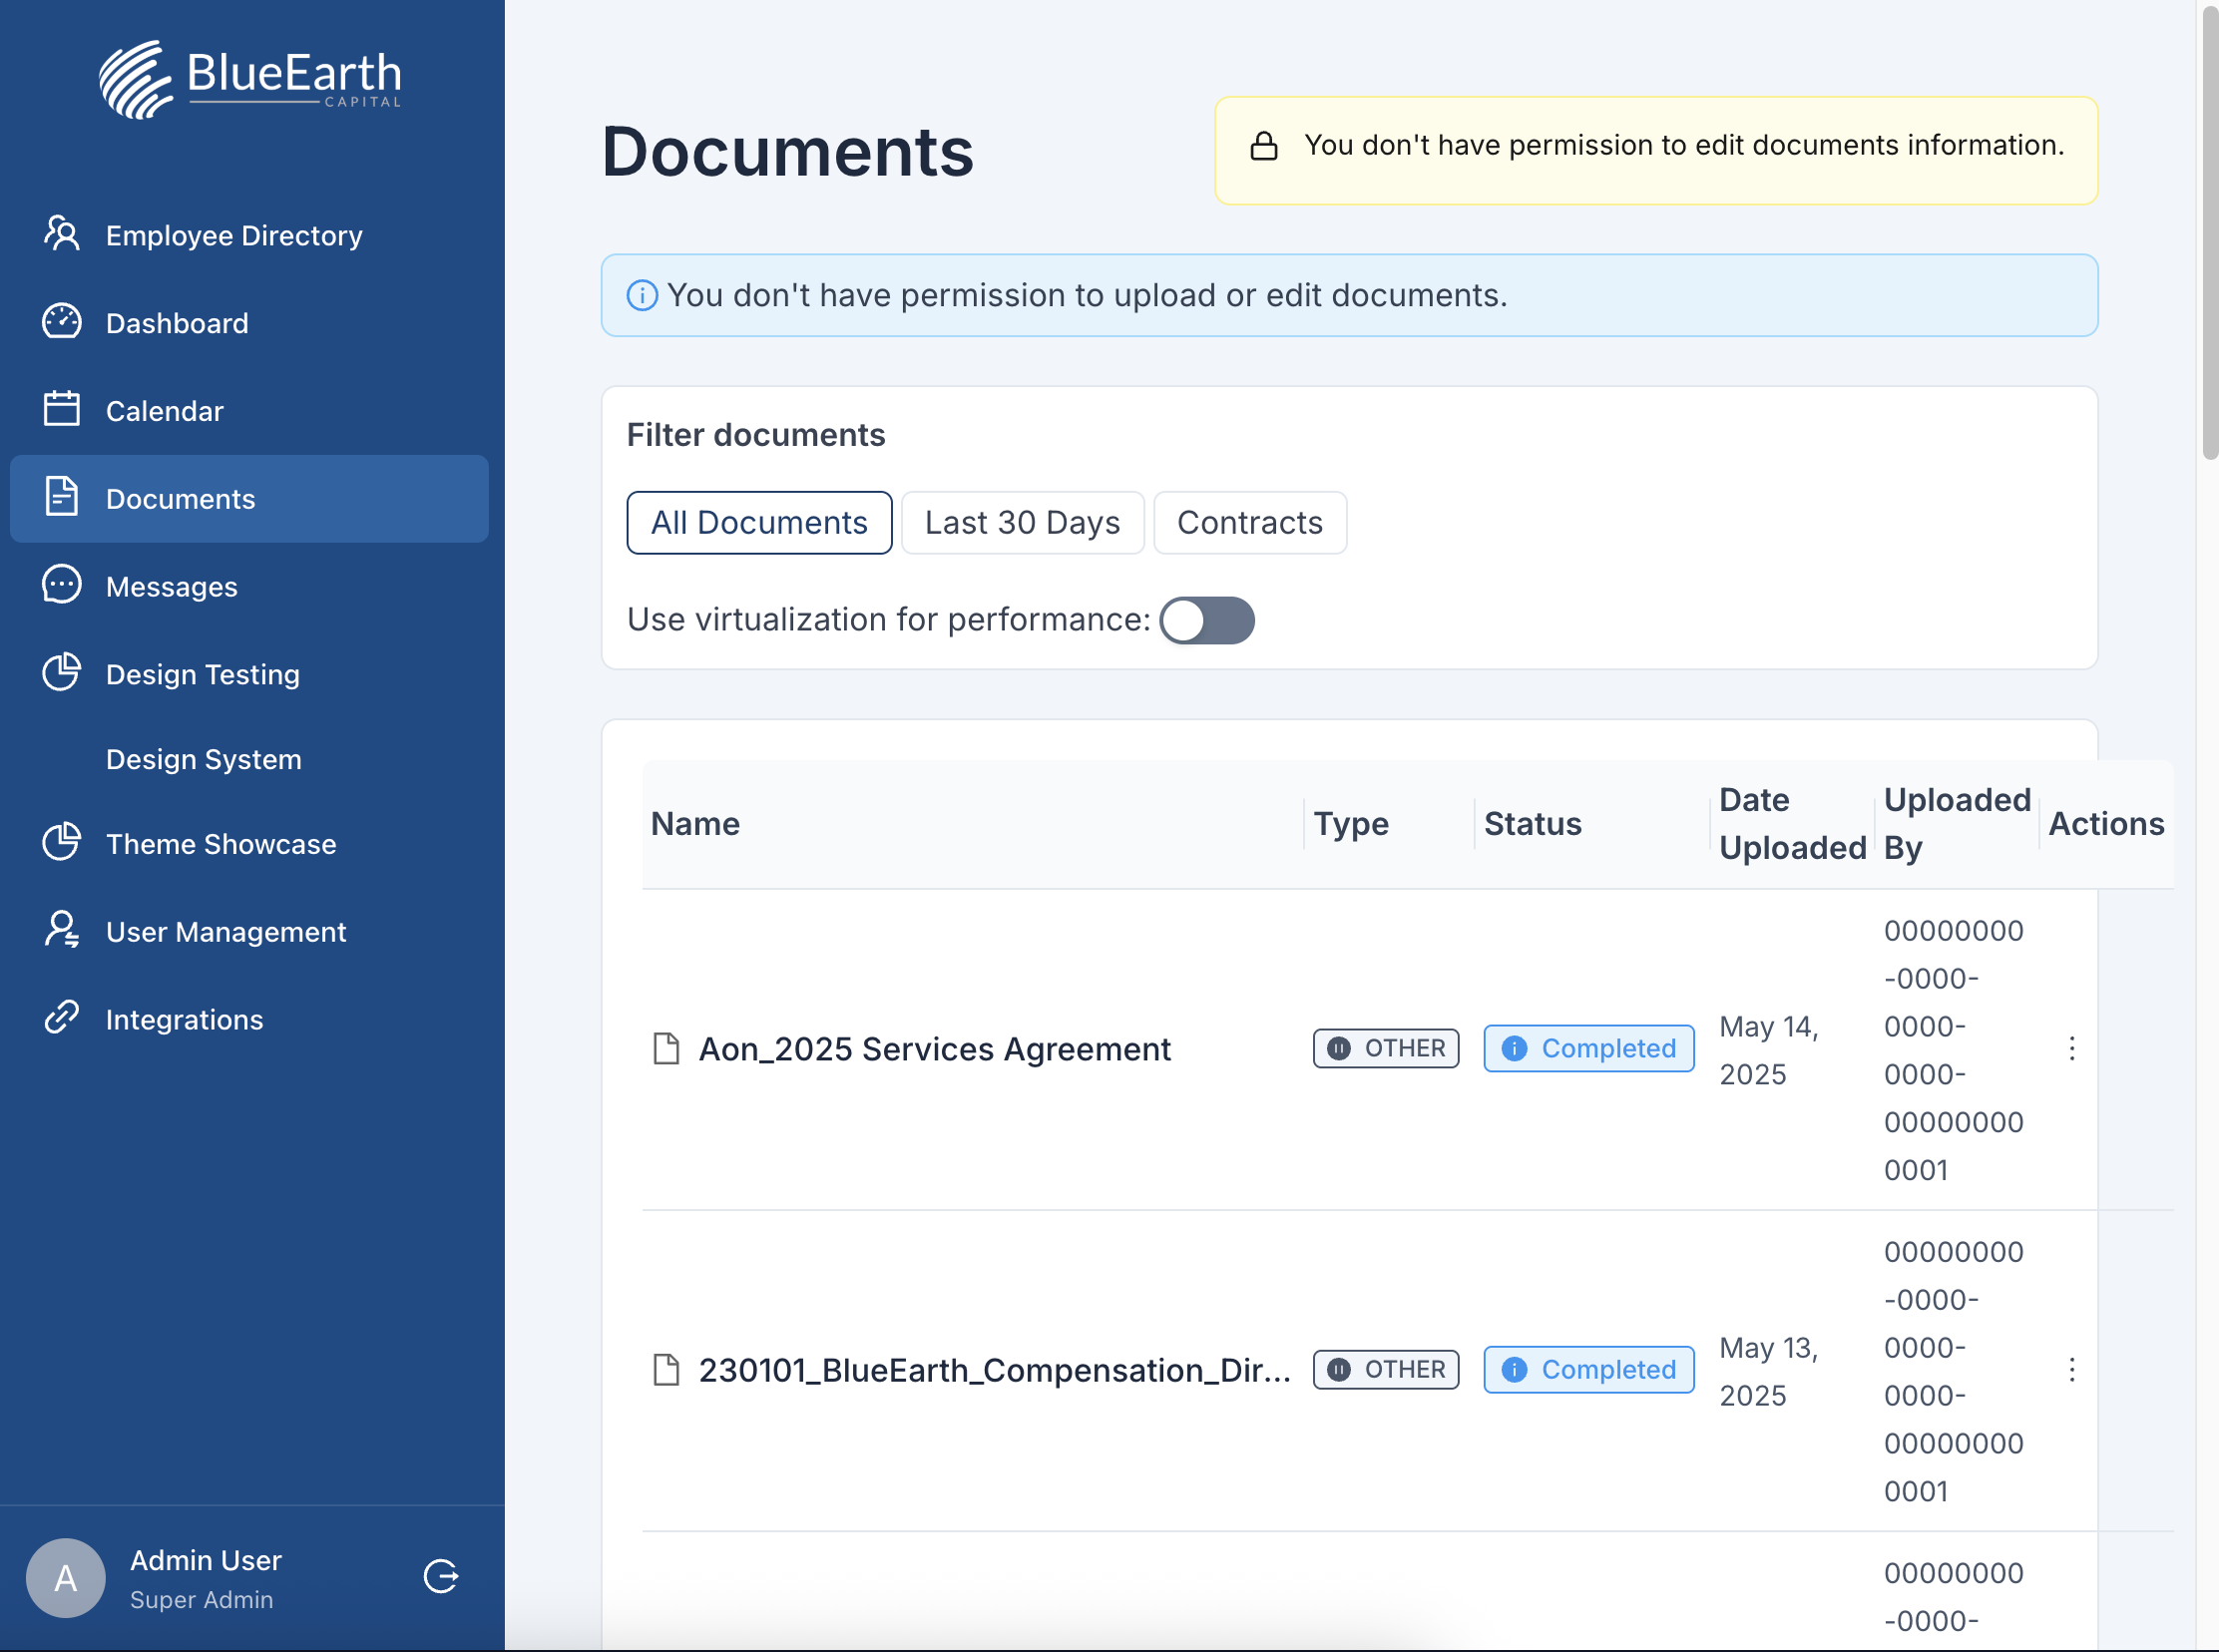 BlueEarth
CAPITAL
Employee Directory
Dashboard
Calendar
Documents
Messages
Design Testing
Design System
Theme Showcase
User Management
Integrations
A
Admin User
Super Admin
Documents
You don't have permission to edit documents information.
You don't have permission to upload or edit documents.
Filter documents
All Documents
Last 30 Days
Contracts
Use virtualization for performance:
Name
Type
Status
Date
Uploaded
Uploaded
By
Actions
Aon_2025 Services Agreement
OTHER
Completed
May 14,
2025
00000000
-0000-
0000-
0000-
00000000
0001
230101_BlueEarth_Compensation_Dir...
OTHER
Completed
May 13,
2025
00000000
-0000-
0000-
0000-
00000000
0001
00000000
-0000-